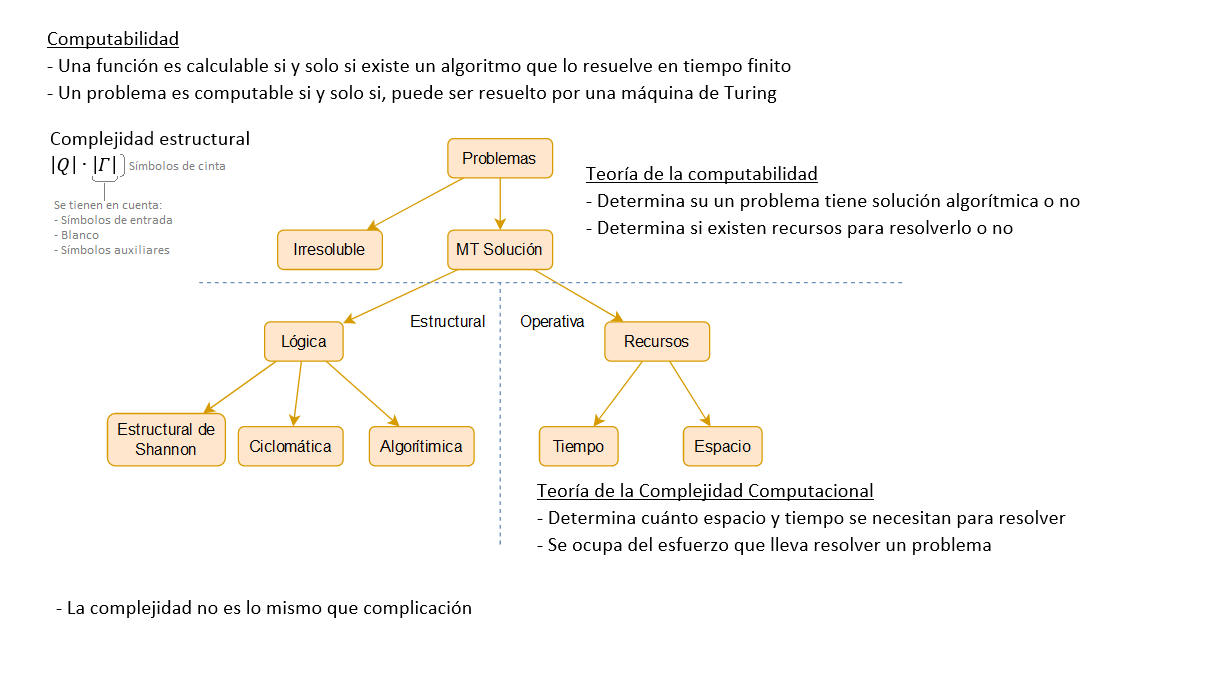 Computabilidad
- Una función es calculable si y solo si existe un algoritmo que lo resuelve en tiempo finito
- Un problema es computable si y solo si, puede ser resuelto por una máquina de Turing
Complejidad estructural
|Q| · |Γ| Símbolos de cinta
Se tienen en cuenta:
- Símbolos de entrada
- Blanco
- Símbolos auxiliares
Problemas
Irresoluble
MT Solución
Teoría de la computabilidad
- Determina su un problema tiene solución algorítmica o no
- Determina si existen recursos para resolverlo o no
Estructural
Operativa
Lógica
Recursos
Estructural de
Shannon
Ciclomática
Algorítimica
Tiempo
Espacio
Teoría de la Complejidad Computacional
- Determina cuánto espacio y tiempo se necesitan para resolver
- Se ocupa del esfuerzo que lleva resolver un problema
- La complejidad no es lo mismo que complicación